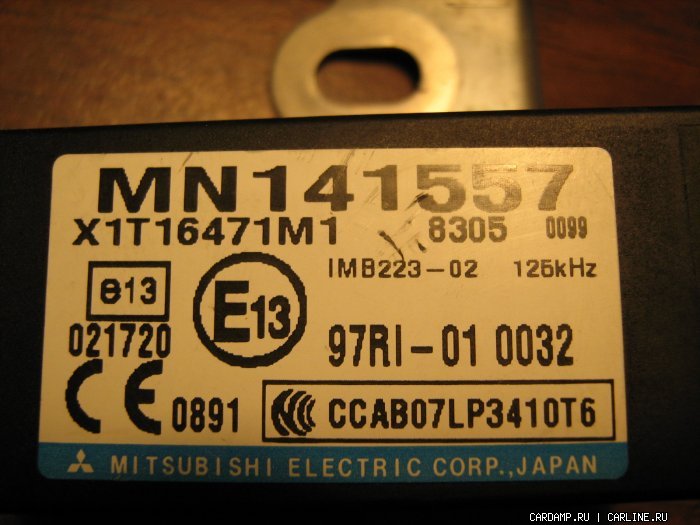 MN141557
X1T16471M1 8305 0099
IMB223-02 125kHz
e13
E13
021720
97RI-01 0032
CE 0891
CCC CCAB07LP3410T6
MITSUBISHI ELECTRIC CORP.,JAPAN
CARDAMP.RU | CARLINE.RU